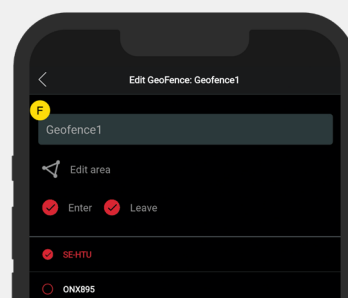 Edit GeoFence: Geofence1
F
Geofence1
Edit area
Enter Leave
SE-HTU
ONX895